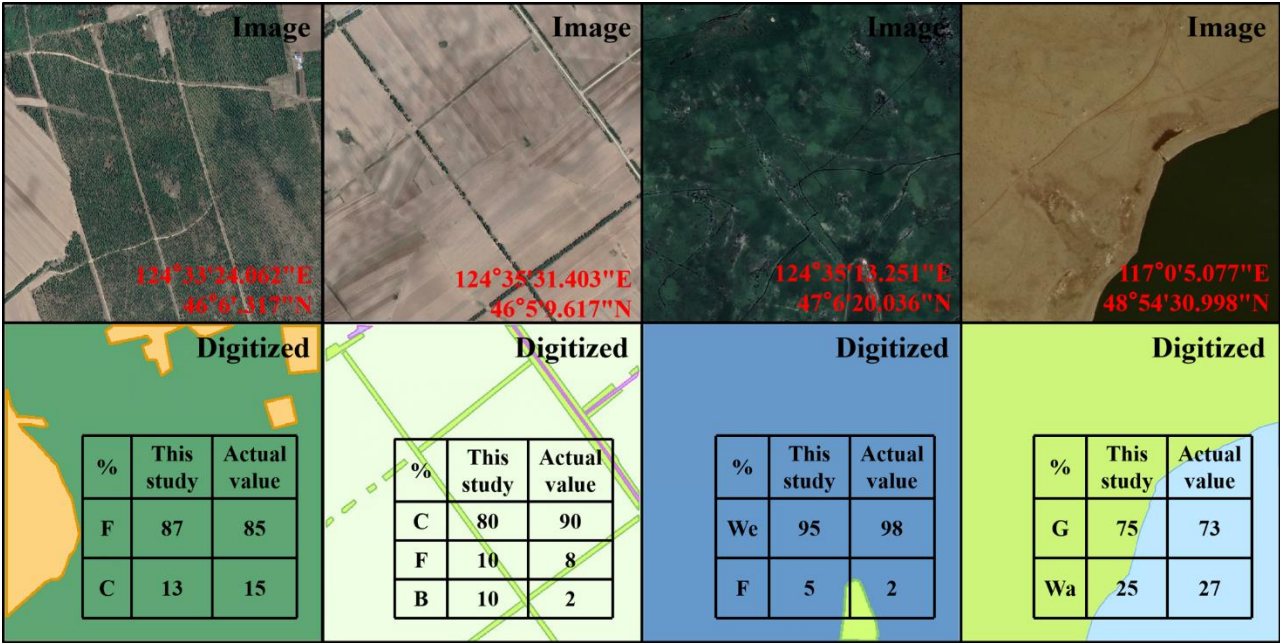 Image
124°33'24.062"E
46°6'.317"N
Image
124°35'31.403"E
46°5'9.617"N
Image
124°35'13.251"E
47°6'20.036"N
Image
117°0'5.077"E
48°54'30.998"N
Digitized
% This study Actual value
F 87 85
C 13 15
Digitized
% This study Actual value
C 80 90
F 10 8
B 10 2
Digitized
% This study Actual value
We 95 98
F 5 2
Digitized
% This study Actual value
G 75 73
Wa 25 27